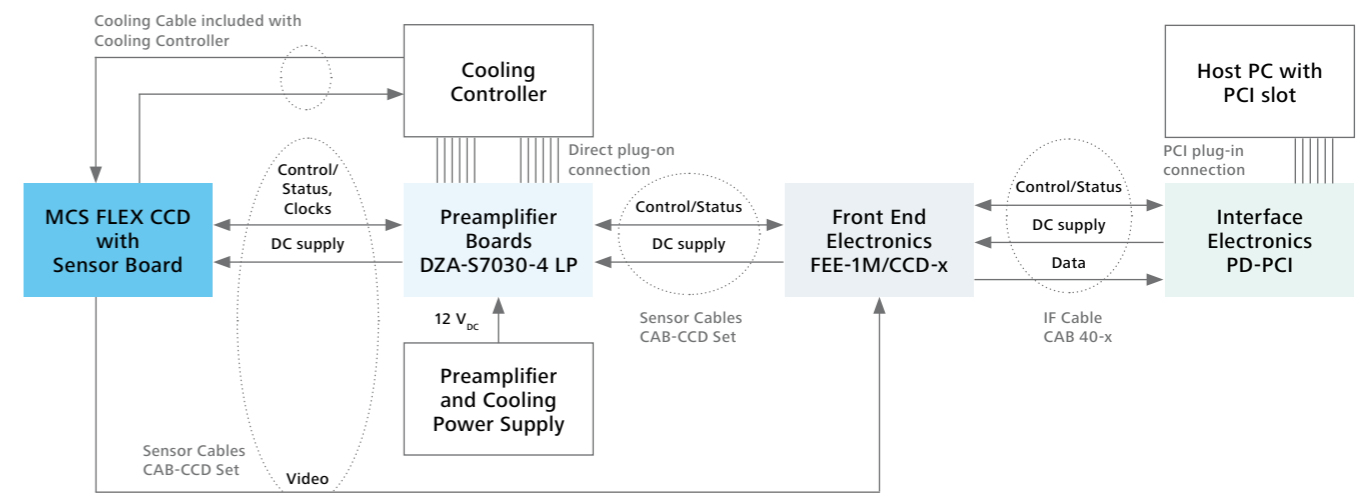 Cooling Cable included with
Cooling Controller
Cooling
Controller
Host PC with
PCI slot
Direct plug-on
connection
PCI plug-in
connection
Control/
Status,
Clocks
DC supply
MCS FLEX CCD
with
Sensor Board
Preamplifier
Boards
DZA-S7030-4 LP
Control/Status
DC supply
Front End
Electronics
FEE-1M/CCD-x
Control/Status
DC supply
Data
Interface
Electronics
PD-PCI
12 VDC
Sensor Cables
CAB-CCD Set
IF Cable
CAB 40-x
Preamplifier
and Cooling
Power Supply
Sensor Cables
CAB-CCD Set
Video